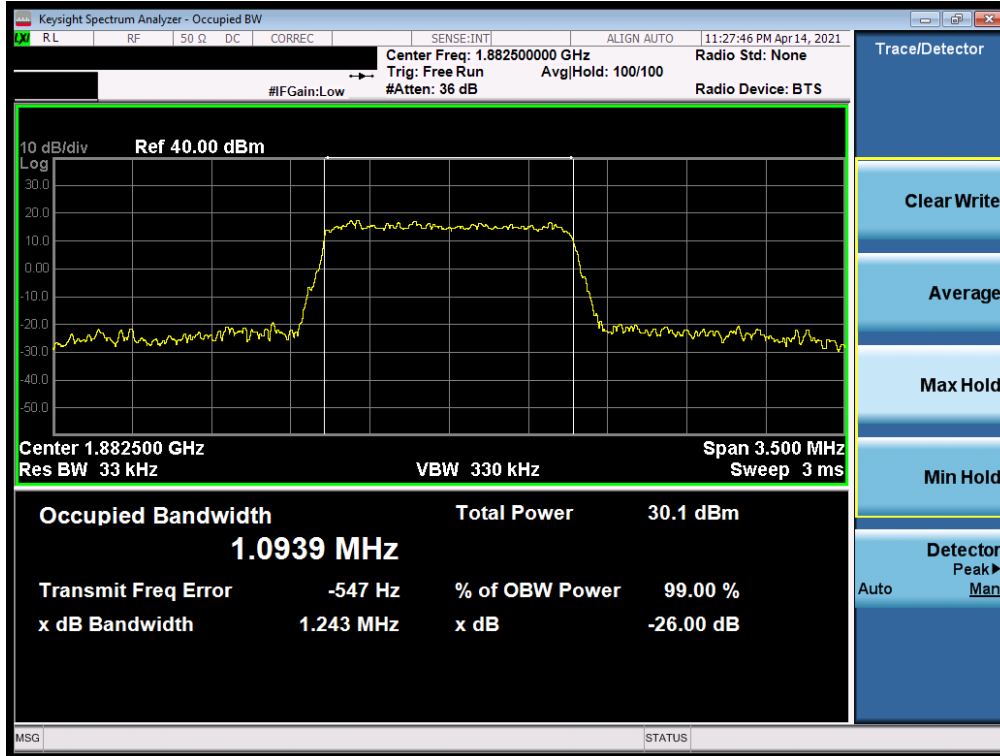 Keysight Spectrum Analyzer - Occupied BW
LXI RL RF 50 Ω DC CORREC SENSE:INT ALIGN AUTO 11:27:46 PM Apr 14, 2021
Center Freq: 1.882500000 GHz Radio Std: None
Trig: Free Run Avg|Hold: 100/100
#IFGain:Low #Atten: 36 dB Radio Device: BTS
10 dB/div Ref 40.00 dBm
Log
30.0
20.0
10.0
0.00
-10.0
-20.0
-30.0
-40.0
-50.0
Center 1.882500 GHz Span 3.500 MHz
Res BW 33 kHz VBW 330 kHz Sweep 3 ms
Occupied Bandwidth Total Power 30.1 dBm
1.0939 MHz
Transmit Freq Error -547 Hz % of OBW Power 99.00 %
x dB Bandwidth 1.243 MHz x dB -26.00 dB
MSG STATUS
Trace/Detector
Clear Write
Average
Max Hold
Min Hold
Detector
Peak▶
Auto Man